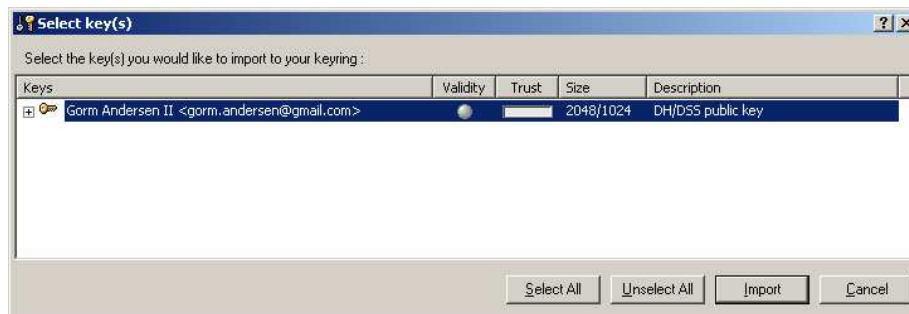 Select key(s)
Select the key(s) you would like to import to your keyring :
Keys Validity Trust Size Description
Gorm Andersen II <gorm.andersen@gmail.com> 2048/1024 DH/DSS public key
Select All Unselect All Import Cancel